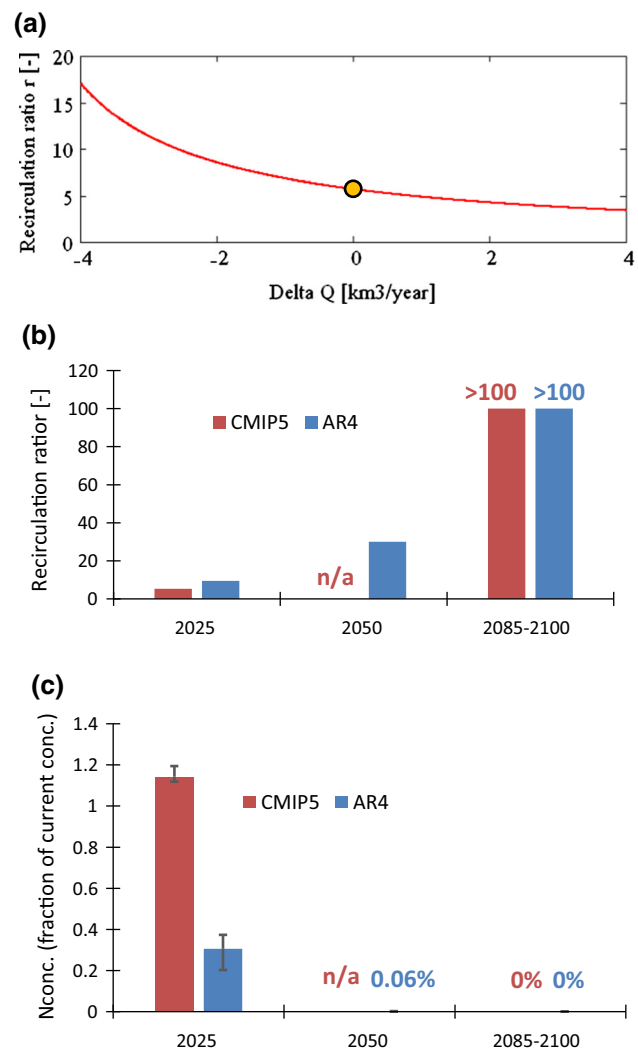 (a)
Recirculation ratio r [-]
20
15
10
5
0
-4
-2
0
2
4
Delta Q [km3/year]
(b)
Recirculation ratior [-]
120
100
80
60
40
20
0
CMIP5
AR4
n/a
>100
>100
2025
2050
2085-2100
(c)
Nconc. (fraction of current conc.)
1.4
1.2
1
0.8
0.6
0.4
0.2
0
CMIP5
AR4
n/a
0.06%
0%
0%
2025
2050
2085-2100